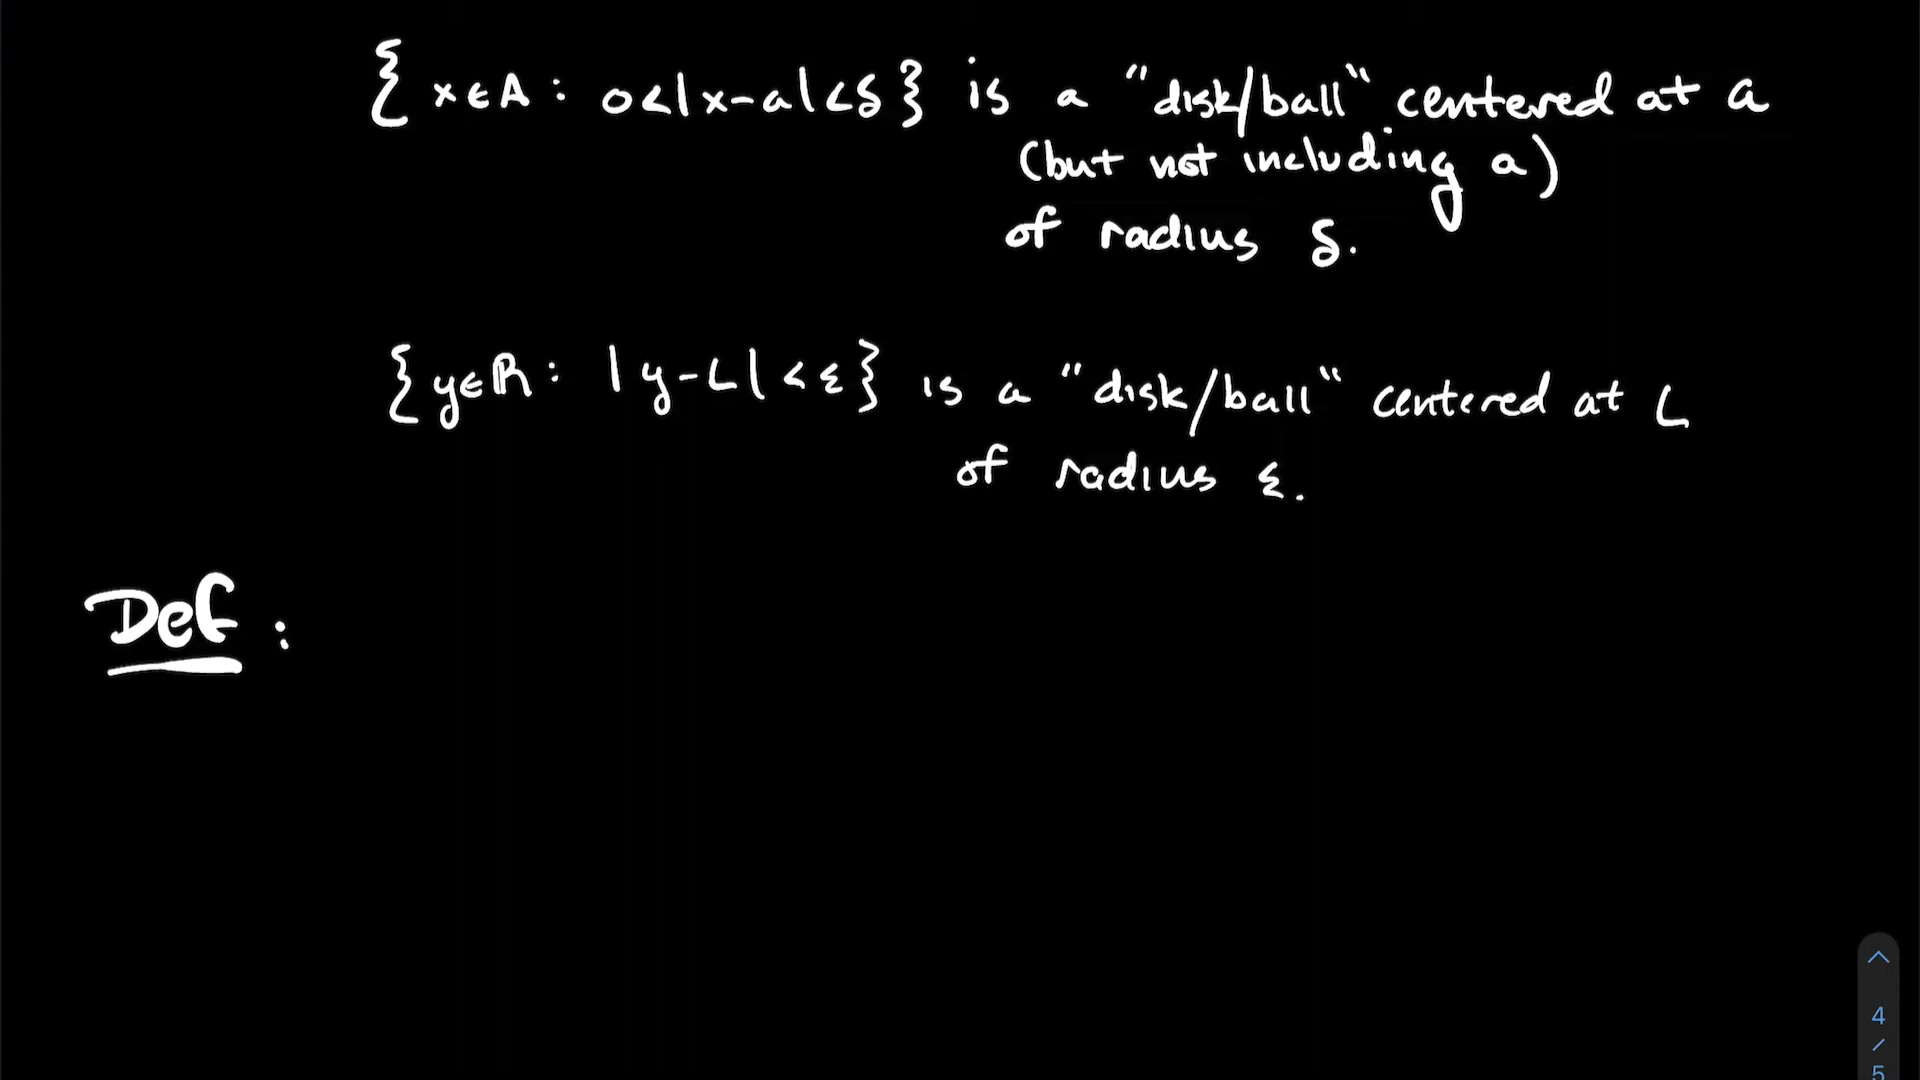 {x∈A: 0<|x-a|<δ} is a "disk/ball" centered at a
(but not including a)
of radius δ.
{y∈ℝ: |y-L|<ε} is a "disk/ball" centered at L
of radius ε.
Def:
4
/
5